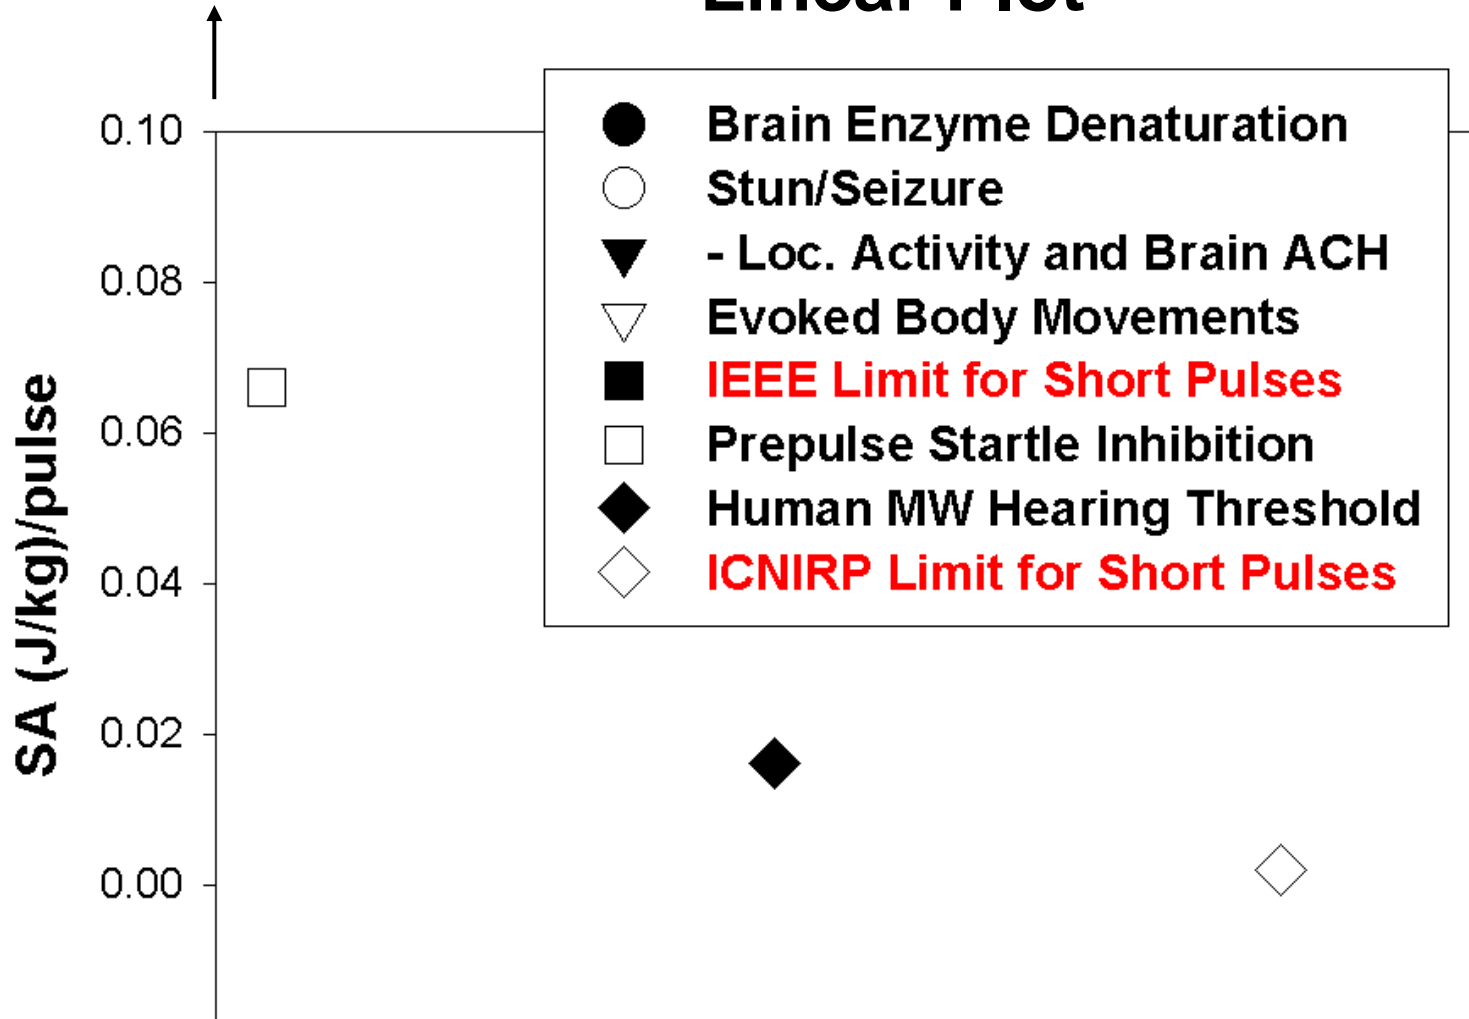 Linear Plot
0.10
0.08
0.06
0.04
0.02
0.00
SA (J/kg)/pulse
Brain Enzyme Denaturation
Stun/Seizure
- Loc. Activity and Brain ACH
Evoked Body Movements
IEEE Limit for Short Pulses
Prepulse Startle Inhibition
Human MW Hearing Threshold
ICNIRP Limit for Short Pulses